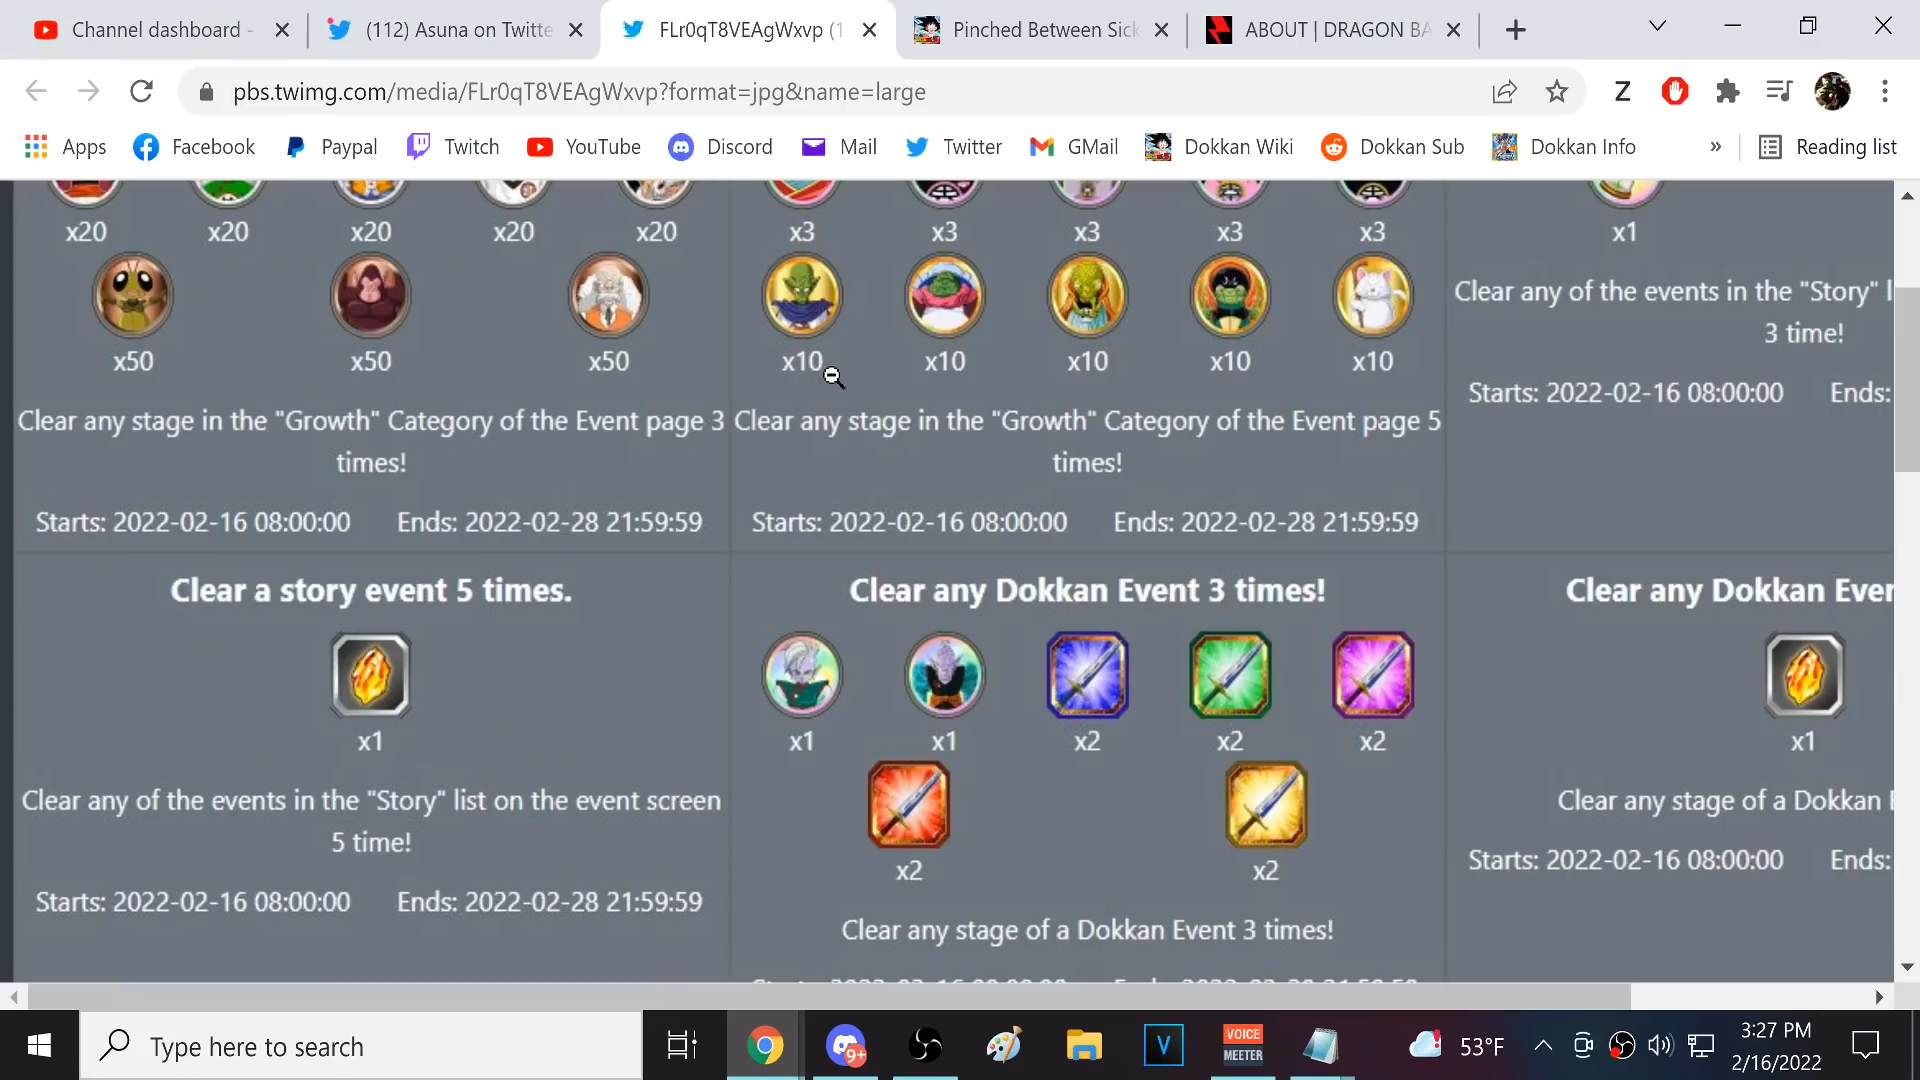 Channel dashboard -
(112) Asuna on Twitte
FLr0qT8VEAgWxvp (1
Pinched Between Sick
ABOUT | DRAGON BA
pbs.twimg.com/media/FLr0qT8VEAgWxvp?format=jpg&name=large
Z
Apps Facebook Paypal Twitch YouTube Discord Mail Twitter GMail Dokkan Wiki Dokkan Sub Dokkan Info » Reading list
x20 x20 x20 x20 x20
x50 x50 x50
Clear any stage in the "Growth" Category of the Event page 3
times!
Starts: 2022-02-16 08:00:00 Ends: 2022-02-28 21:59:59
x3 x3 x3 x3 x3
x10 x10 x10 x10 x10
Clear any stage in the "Growth" Category of the Event page 5
times!
Starts: 2022-02-16 08:00:00 Ends: 2022-02-28 21:59:59
x1
Clear any of the events in the "Story" l
3 time!
Starts: 2022-02-16 08:00:00 Ends:
Clear a story event 5 times.
x1
Clear any of the events in the "Story" list on the event screen
5 time!
Starts: 2022-02-16 08:00:00 Ends: 2022-02-28 21:59:59
Clear any Dokkan Event 3 times!
x1 x1 x2 x2 x2
x2 x2
Clear any stage of a Dokkan Event 3 times!
Clear any Dokkan Even
x1
Clear any stage of a Dokkan E
Starts: 2022-02-16 08:00:00 Ends:
Type here to search
9+
V
VOICE
MEETER
53°F
3:27 PM
2/16/2022